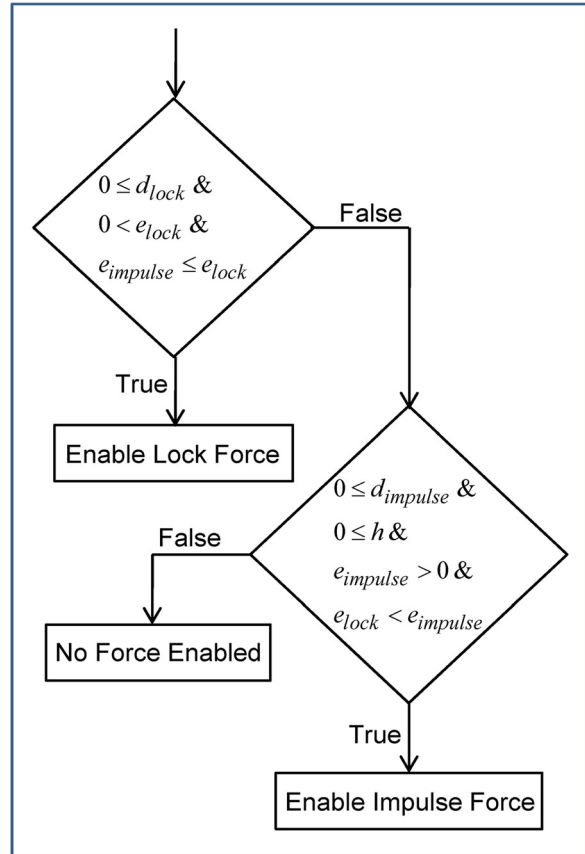 0 ≤ d_lock &
0 < e_lock &
e_impulse ≤ e_lock
False
True
Enable Lock Force
0 ≤ d_impulse &
0 ≤ h &
e_impulse > 0 &
e_lock < e_impulse
False
No Force Enabled
True
Enable Impulse Force